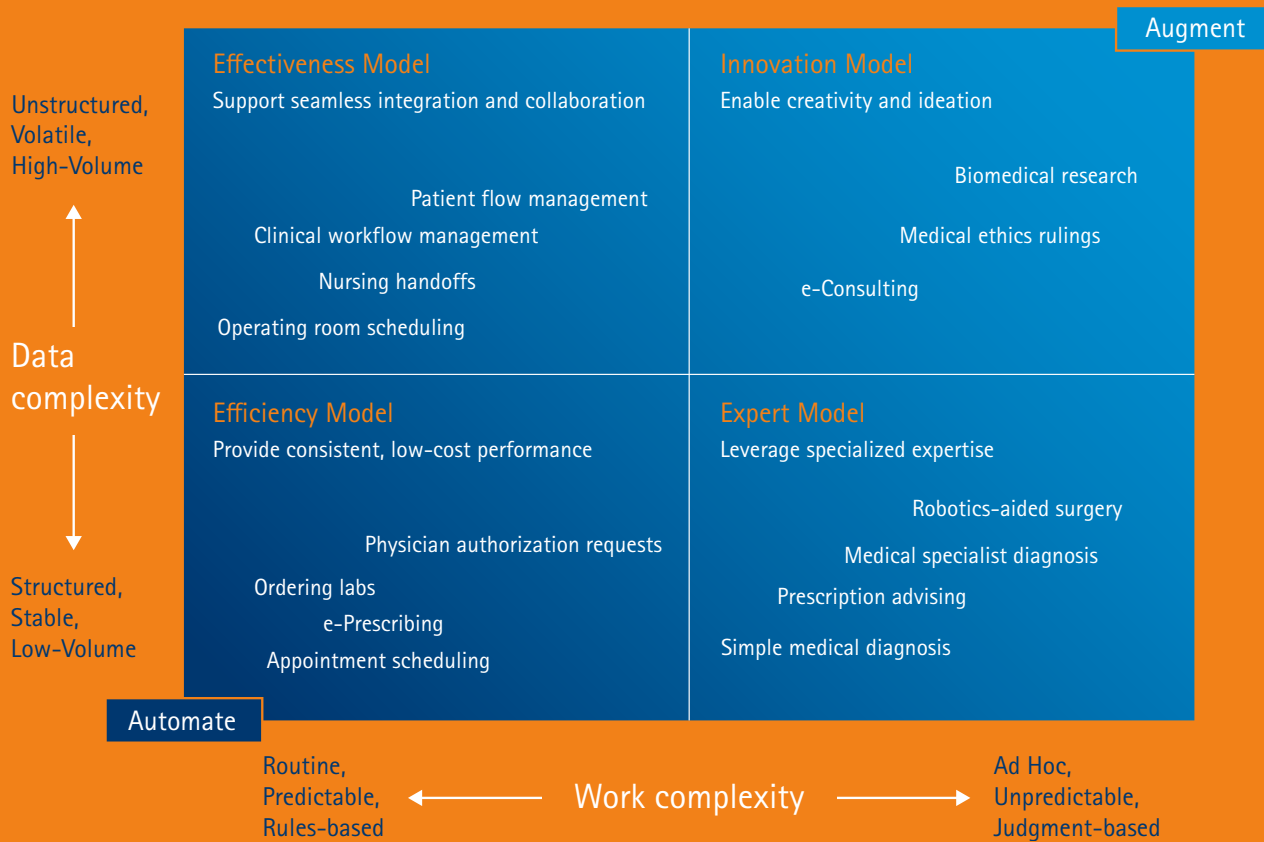 Augment
Effectiveness Model
Support seamless integration and collaboration
Patient flow management
Clinical workflow management
Nursing handoffs
Operating room scheduling
Innovation Model
Enable creativity and ideation
Biomedical research
Medical ethics rulings
e-Consulting
Unstructured,
Volatile,
High-Volume
Data
complexity
Structured,
Stable,
Low-Volume
Efficiency Model
Provide consistent, low-cost performance
Physician authorization requests
Ordering labs
e-Prescribing
Appointment scheduling
Expert Model
Leverage specialized expertise
Robotics-aided surgery
Medical specialist diagnosis
Prescription advising
Simple medical diagnosis
Automate
Routine,
Predictable,
Rules-based
Work complexity
Ad Hoc,
Unpredictable,
Judgment-based